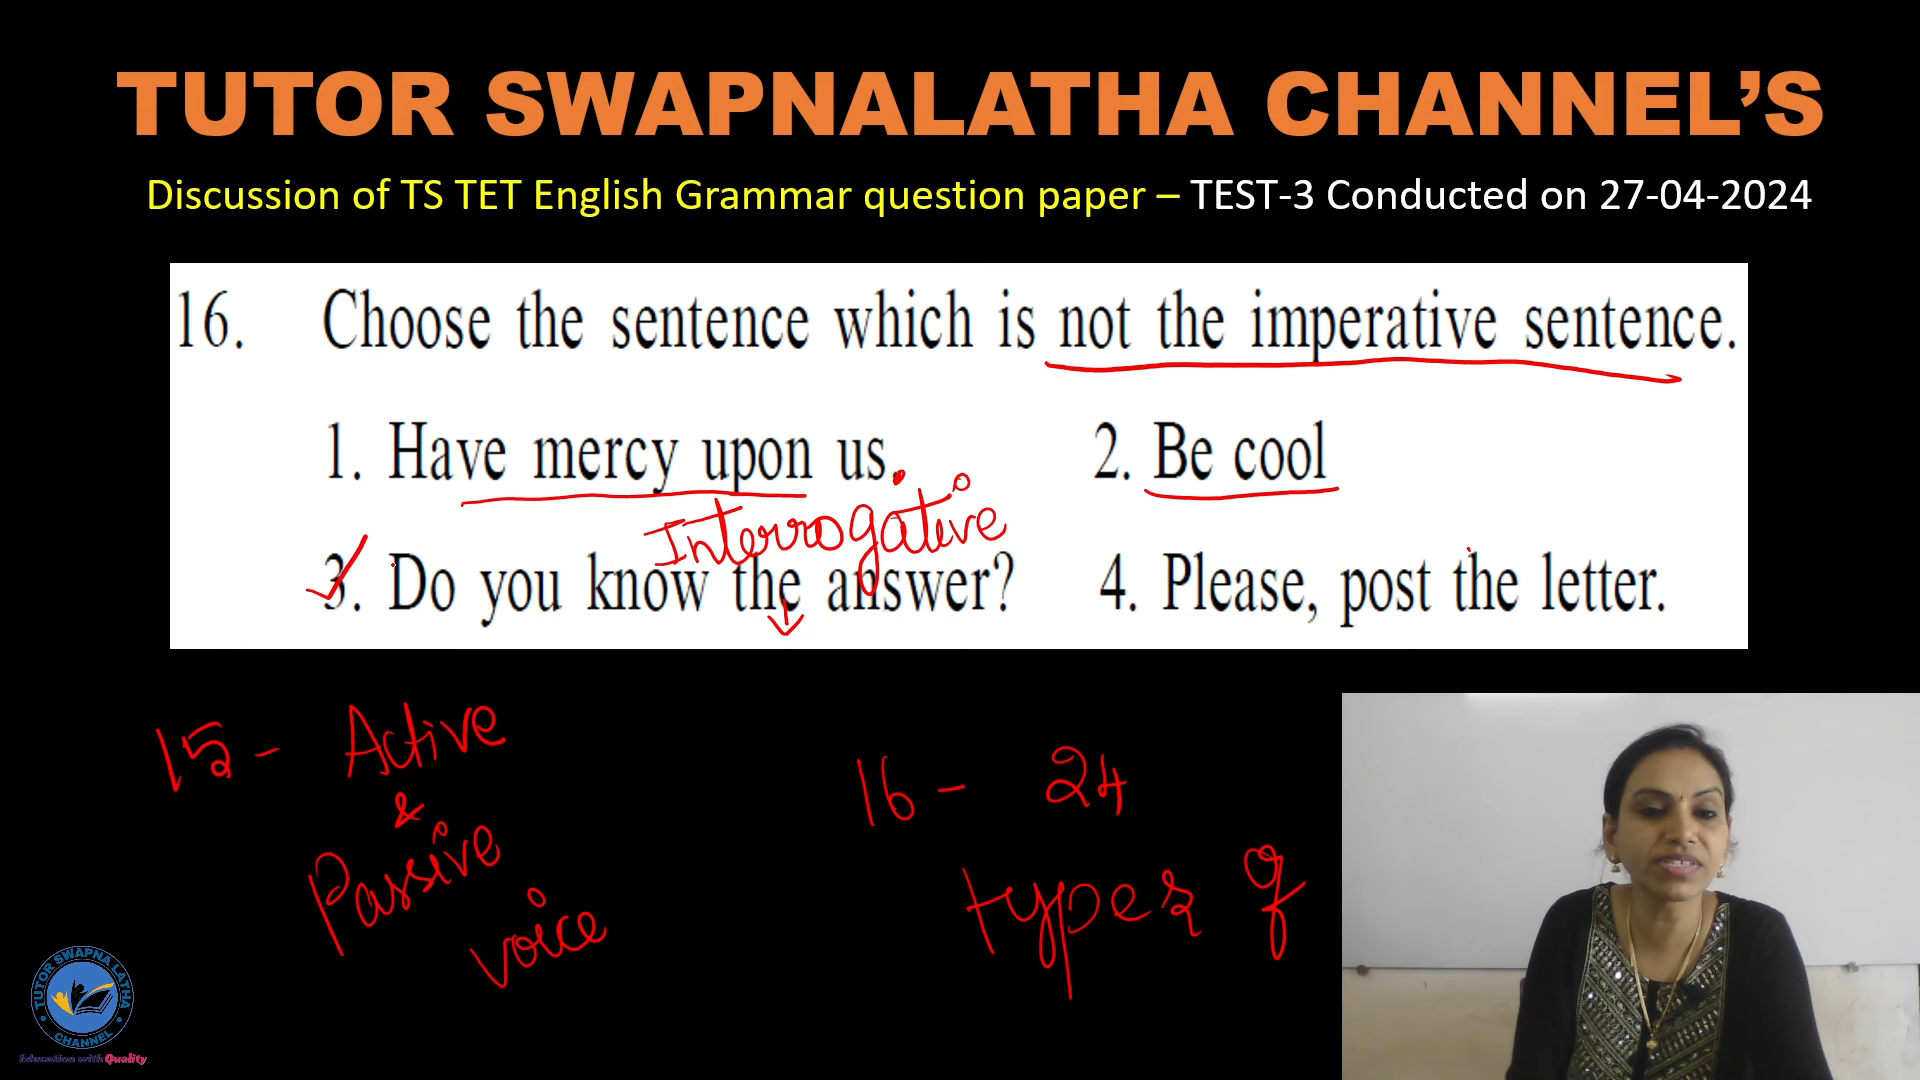 TUTOR SWAPNALATHA CHANNEL’S
Discussion of TS TET English Grammar question paper – TEST-3 Conducted on 27-04-2024
16. Choose the sentence which is not the imperative sentence.
1. Have mercy upon us.
2. Be cool
Interrogative
3. Do you know the answer?
4. Please, post the letter.
15 - Active
&
Passive
voice
16 - 24
types of
TUTOR SWAPNA LATHA
CHANNEL
Education with Quality